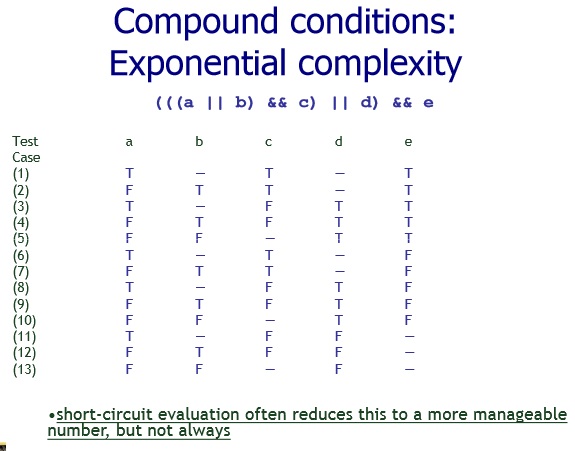 Compound conditions:
Exponential complexity
(((a || b) && c) || d) && e
Test a b c d e
Case
(1) T – T – T
(2) F T T – T
(3) T – F T T
(4) F T F T T
(5) F F – T T
(6) T – T – F
(7) F T T – F
(8) T – F T F
(9) F T F T F
(10) F F – T F
(11) T – F F –
(12) F T F F –
(13) F F – F –
•short-circuit evaluation often reduces this to a more manageable
number, but not always